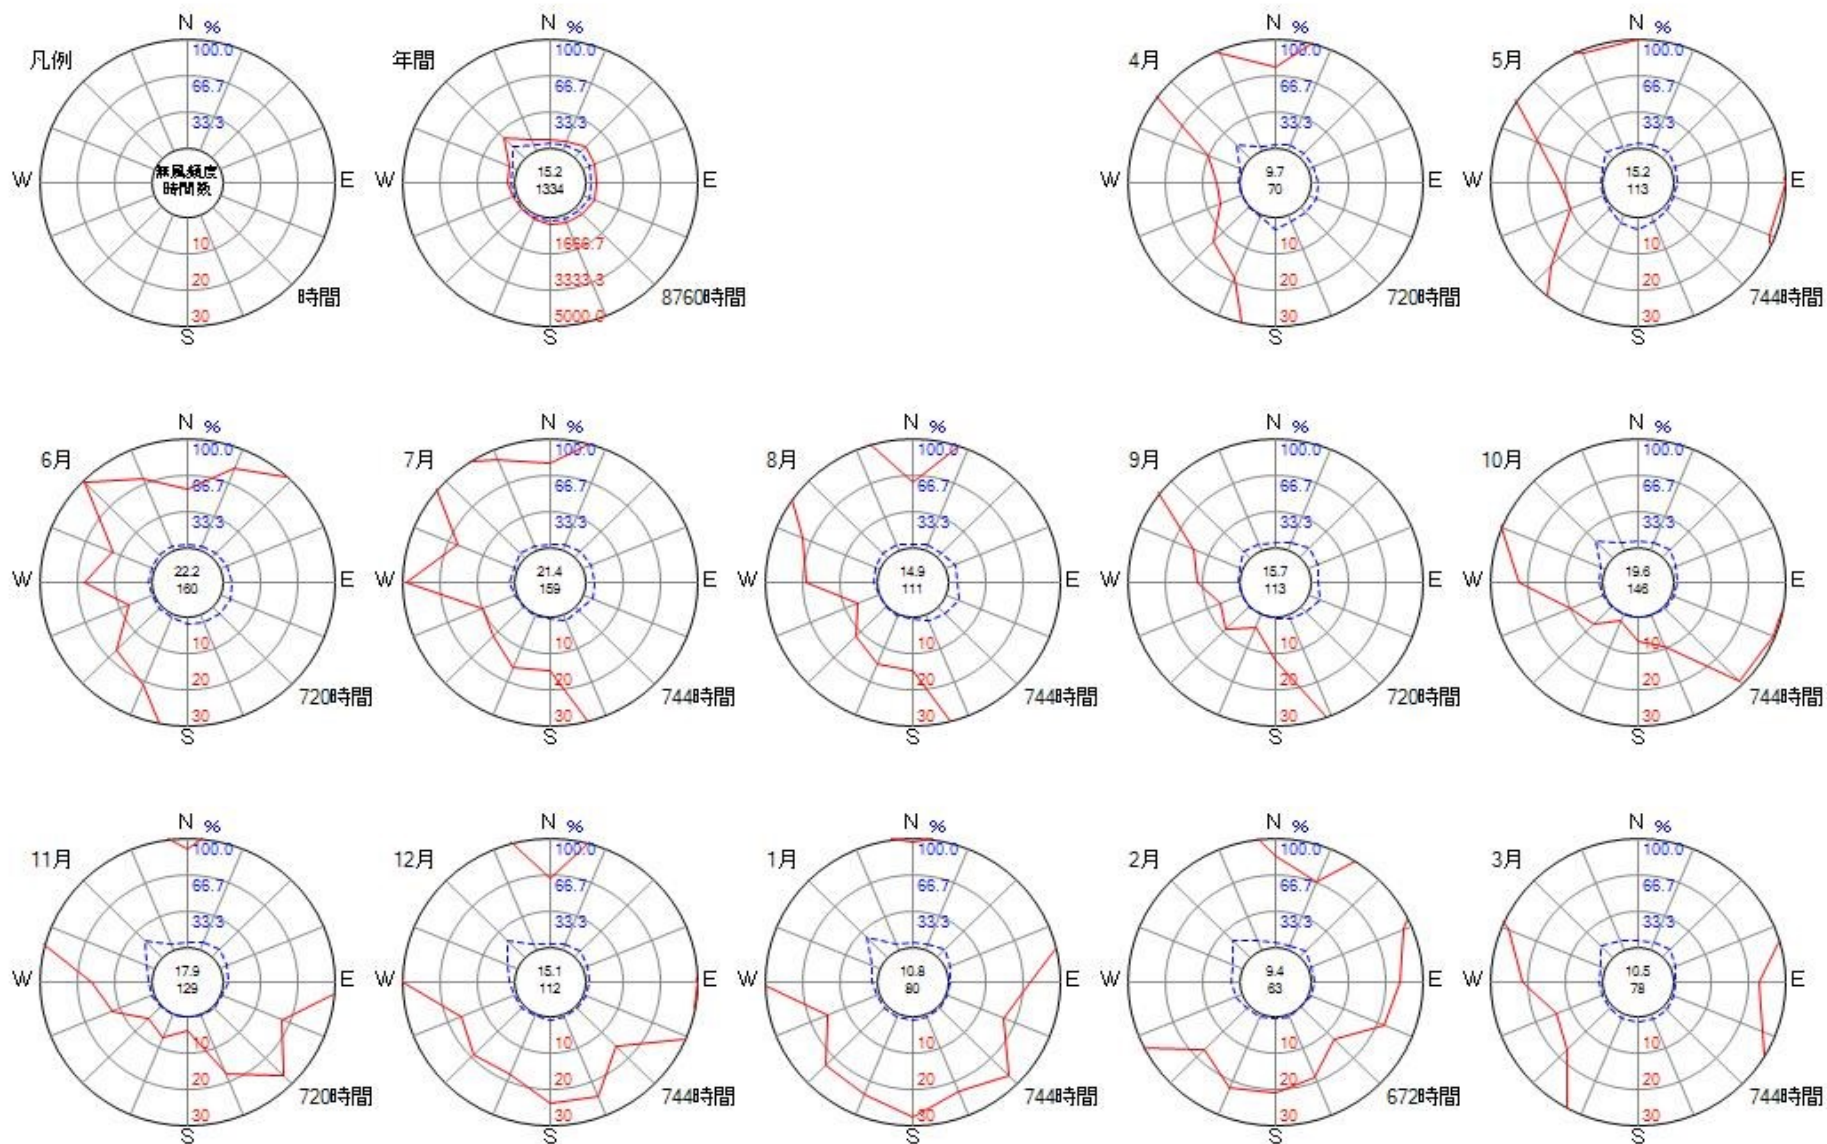 凡例
N %
100.0
66.7
33.3
W
無風頻度
時間数
E
10
20
30
S
時間
年間
N %
100.0
66.7
33.3
W
15.2
1334
E
1666.7
3333.3
5000.0
S
8760時間
4月
N %
100.0
66.7
33.3
W
9.7
70
E
10
20
30
S
720時間
5月
N %
100.0
66.7
33.3
W
15.2
113
E
10
20
30
S
744時間
6月
N %
100.0
66.7
33.3
W
22.2
160
E
10
20
30
S
720時間
7月
N %
100.0
66.7
33.3
W
21.4
159
E
10
20
30
S
744時間
8月
N %
100.0
66.7
33.3
W
14.9
111
E
10
20
30
S
744時間
9月
N %
100.0
66.7
33.3
W
15.7
113
E
10
20
30
S
720時間
10月
N %
100.0
66.7
33.3
W
19.6
146
E
10
20
30
S
744時間
11月
N %
100.0
66.7
33.3
W
17.9
129
E
10
20
30
S
720時間
12月
N %
100.0
66.7
33.3
W
15.1
112
E
10
20
30
S
744時間
1月
N %
100.0
66.7
33.3
W
10.8
80
E
10
20
30
S
744時間
2月
N %
100.0
66.7
33.3
W
9.4
63
E
10
20
30
S
672時間
3月
N %
100.0
66.7
33.3
W
10.5
78
E
10
20
30
S
744時間